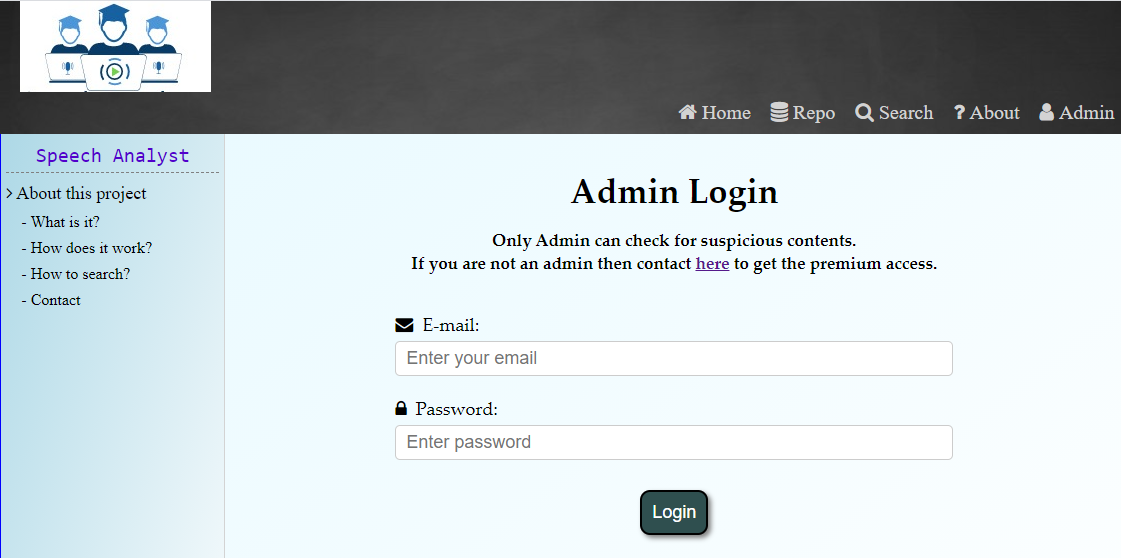 Home Repo Search ? About Admin
Speech Analyst
> About this project
- What is it?
- How does it work?
- How to search?
- Contact
Admin Login
Only Admin can check for suspicious contents.
If you are not an admin then contact here to get the premium access.
E-mail:
Enter your email
Password:
Enter password
Login